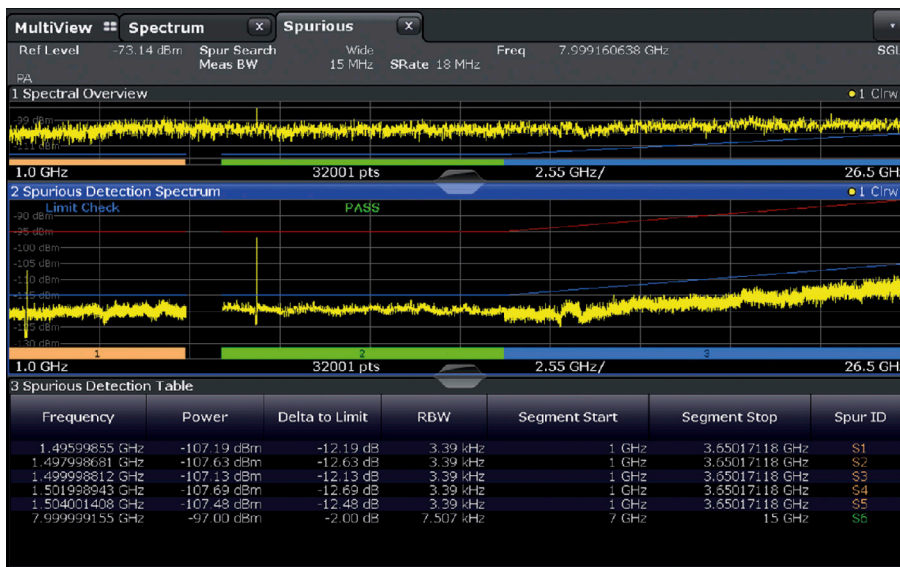 MultiView Spectrum x Spurious x
Ref Level -73.14 dBm Spur Search Wide Freq 7.999160638 GHz SGL
Meas BW 15 MHz SRate 18 MHz
PA
1 Spectral Overview 1 Clrw
-99 dBm
-111 dBm
1.0 GHz 32001 pts 2.55 GHz/ 26.5 GH
2 Spurious Detection Spectrum 1 Clrw
Limit Check PASS
-90 dBm
-95 dBm
-100 dBm
-105 dBm
-110 dBm
-115 dBm
-125 dBm
-130 dBm
1 2 3
1.0 GHz 32001 pts 2.55 GHz/ 26.5 GH
3 Spurious Detection Table
Frequency Power Delta to Limit RBW Segment Start Segment Stop Spur ID
1.49599855 GHz -107.19 dBm -12.19 dB 3.39 kHz 1 GHz 3.65017118 GHz S1
1.497998681 GHz -107.63 dBm -12.63 dB 3.39 kHz 1 GHz 3.65017118 GHz S2
1.499998812 GHz -107.13 dBm -12.13 dB 3.39 kHz 1 GHz 3.65017118 GHz S3
1.501998943 GHz -107.69 dBm -12.69 dB 3.39 kHz 1 GHz 3.65017118 GHz S4
1.504001408 GHz -107.48 dBm -12.48 dB 3.39 kHz 1 GHz 3.65017118 GHz S5
7.999999155 GHz -97.00 dBm -2.00 dB 7.507 kHz 7 GHz 15 GHz S6